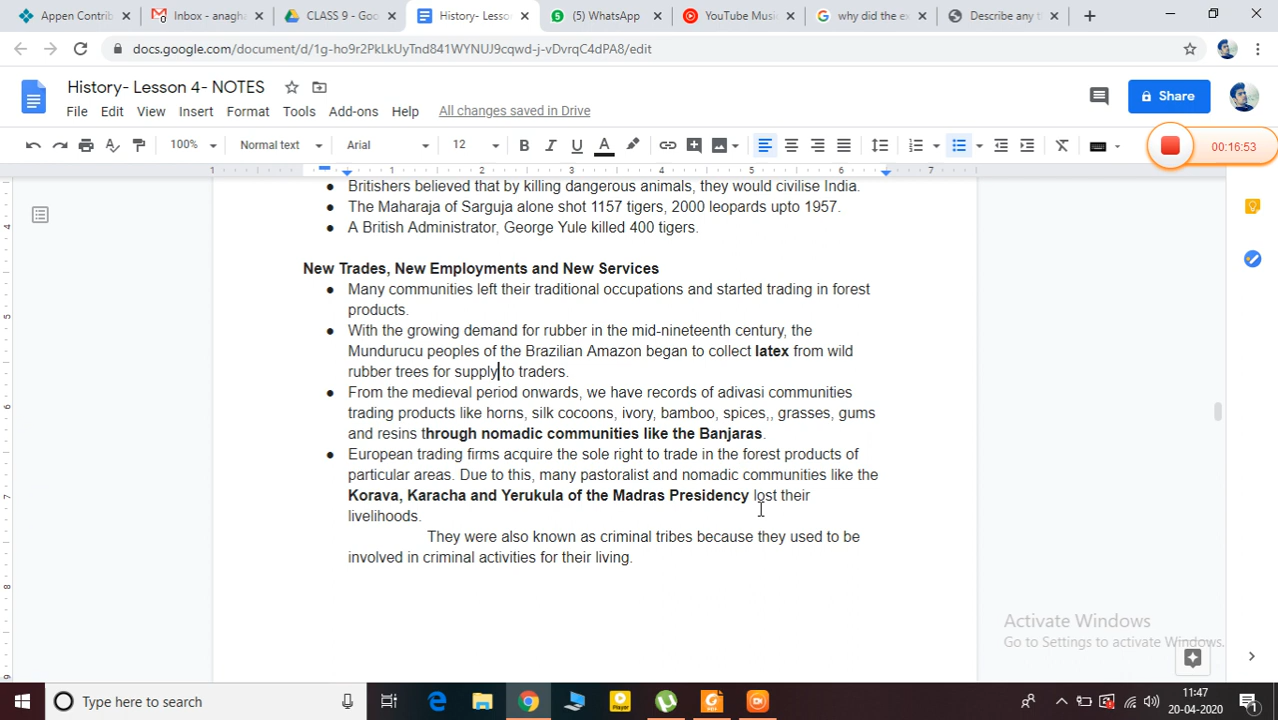 Appen Contrib
Inbox - anagha
CLASS 9 - Goo
History- Lesso
(5) WhatsApp
YouTube Music
why did the ex
Describe any t
docs.google.com/document/d/1g-ho9r2PkLkUyTnd841WYNUJ9cqwd-j-vDvrqC4dPA8/edit
History- Lesson 4- NOTES
File Edit View Insert Format Tools Add-ons Help All changes saved in Drive
Share
100% Normal text Arial 12
00:16:53
Britishers believed that by killing dangerous animals, they would civilise India.
The Maharaja of Sarguja alone shot 1157 tigers, 2000 leopards upto 1957.
A British Administrator, George Yule killed 400 tigers.
New Trades, New Employments and New Services
Many communities left their traditional occupations and started trading in forest
products.
With the growing demand for rubber in the mid-nineteenth century, the
Mundurucu peoples of the Brazilian Amazon began to collect latex from wild
rubber trees for supply to traders.
From the medieval period onwards, we have records of adivasi communities
trading products like horns, silk cocoons, ivory, bamboo, spices,, grasses, gums
and resins through nomadic communities like the Banjaras.
European trading firms acquire the sole right to trade in the forest products of
particular areas. Due to this, many pastoralist and nomadic communities like the
Korava, Karacha and Yerukula of the Madras Presidency lost their
livelihoods.
They were also known as criminal tribes because they used to be
involved in criminal activities for their living.
Activate Windows
Go to Settings to activate Windows.
Type here to search
11:47
20-04-2020